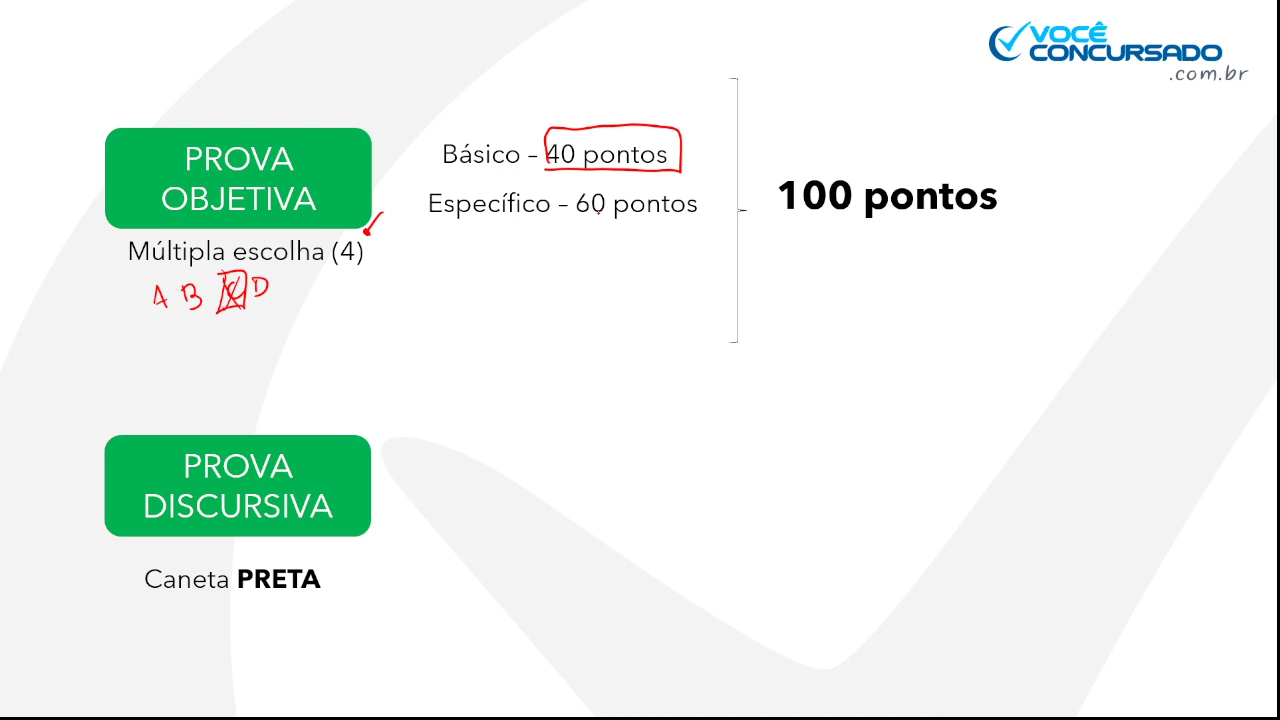 VOCÊ
CONCURSADO
.com.br
PROVA
OBJETIVA
Básico – 40 pontos
Específico – 60 pontos
100 pontos
Múltipla escolha (4)
A B C D
PROVA
DISCURSIVA
Caneta PRETA